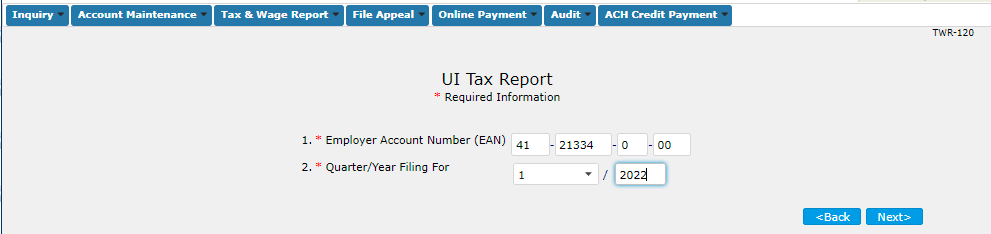 Inquiry Account Maintenance Tax & Wage Report File Appeal Online Payment Audit ACH Credit Payment
TWR-120
UI Tax Report
* Required Information
1. * Employer Account Number (EAN) 41 - 21334 - 0 - 00
2. * Quarter/Year Filing For 1 / 2022
<Back Next>